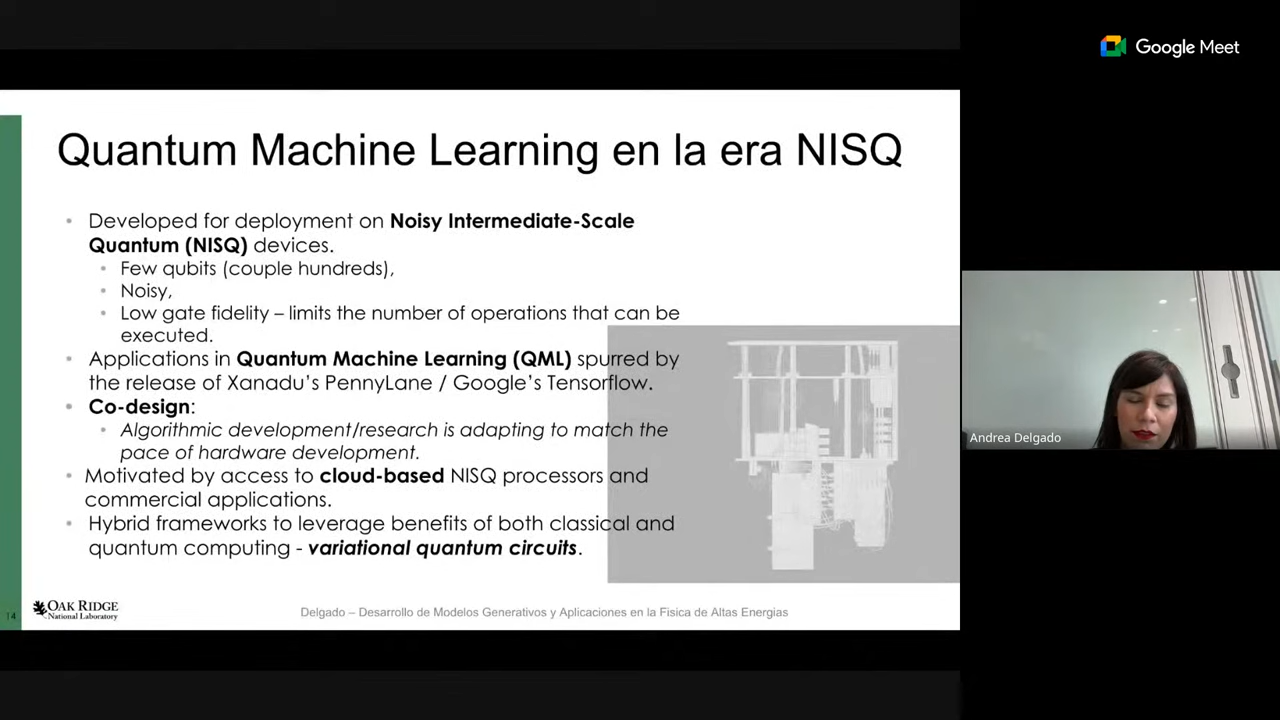 Google Meet
Quantum Machine Learning en la era NISQ
• Developed for deployment on Noisy Intermediate-Scale
Quantum (NISQ) devices.
• Few qubits (couple hundreds),
• Noisy,
• Low gate fidelity – limits the number of operations that can be
executed.
• Applications in Quantum Machine Learning (QML) spurred by
the release of Xanadu's PennyLane / Google's Tensorflow.
• Co-design:
• Algorithmic development/research is adapting to match the
pace of hardware development.
• Motivated by access to cloud-based NISQ processors and
commercial applications.
• Hybrid frameworks to leverage benefits of both classical and
quantum computing - variational quantum circuits.
14
OAK RIDGE
National Laboratory
Delgado – Desarrollo de Modelos Generativos y Aplicaciones en la Fisica de Altas Energias
Andrea Delgado